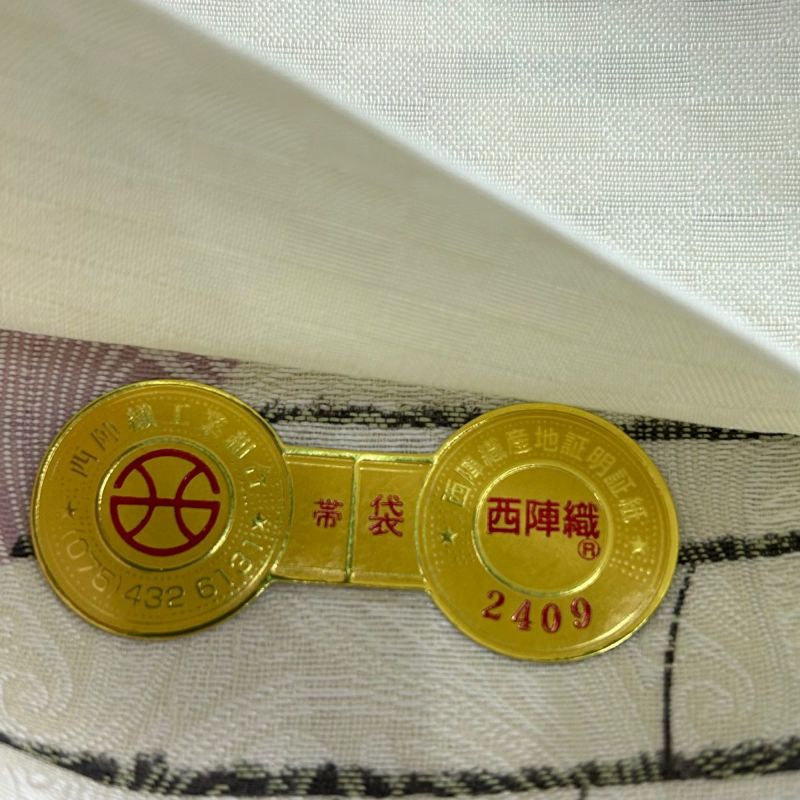 西陣織工業組合
(075)432 6131
帯 袋
西陣織産地証明証紙
西陣織®
2409